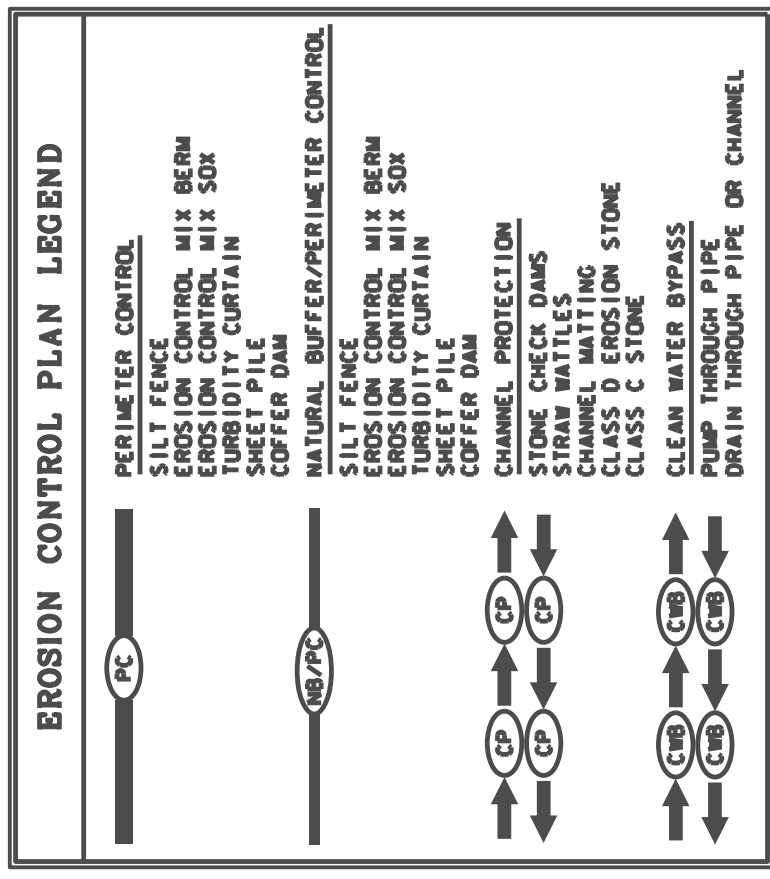 EROSION CONTROL PLAN LEGEND
PC
PERIMETER CONTROL
SILT FENCE
EROSION CONTROL MIX BERM
EROSION CONTROL MIX SOX
TURBIDITY CURTAIN
SHEET PILE
COFFER DAM
NB/PC
NATURAL BUFFER/PERIMETER CONTROL
SILT FENCE
EROSION CONTROL MIX BERM
EROSION CONTROL MIX SOX
TURBIDITY CURTAIN
SHEET PILE
COFFER DAM
CP CP
CP CP
CHANNEL PROTECTION
STONE CHECK DAMS
STRAW WATTLES
CHANNEL MATTING
CLASS D EROSION STONE
CLASS C STONE
CWB CWB
CWB CWB
CLEAN WATER BYPASS
PUMP THROUGH PIPE
DRAIN THROUGH PIPE OR CHANNEL